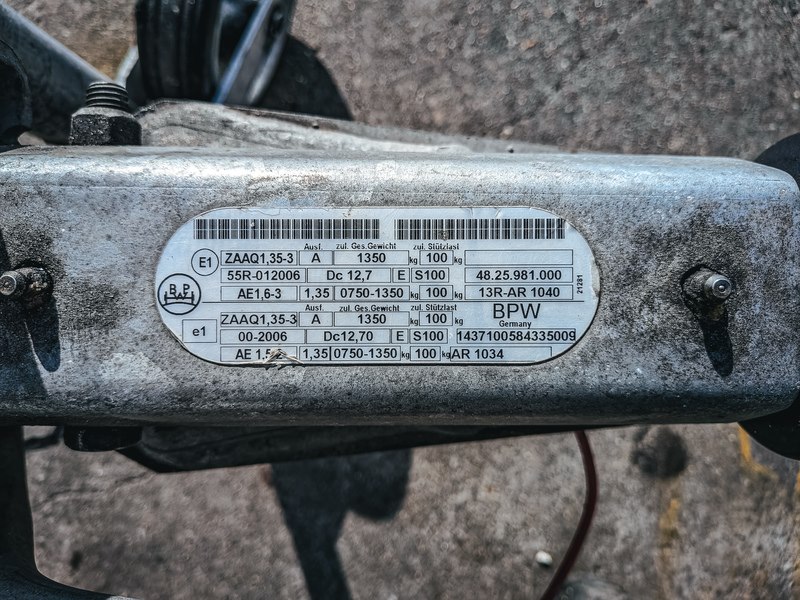 Ausf. zul. Ges.Gewicht zul. Stützlast
E1 ZAAQ1,35-3 A 1350 kg 100 kg
55R-012006 Dc 12,7 E S100 48.25.981.000
AE1,6-3 1,35 0750-1350 kg 100 kg 13R-AR 1040
21281
BPW
Germany
BPW
Ausf. zul. Ges.Gewicht zul. Stützlast
e1 ZAAQ1,35-3 A 1350 kg 100 kg
00-2006 Dc12,70 E S100 1437100584335009
AE 1,35 0750-1350 kg 100 kg AR 1034